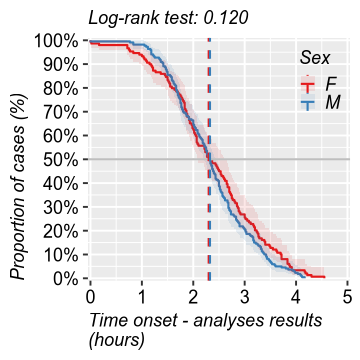 Log-rank test: 0.120
Proportion of cases (%)
100%
90%
80%
70%
60%
50%
40%
30%
20%
10%
0%
Sex
F
M
0 1 2 3 4 5
Time onset - analyses results
(hours)